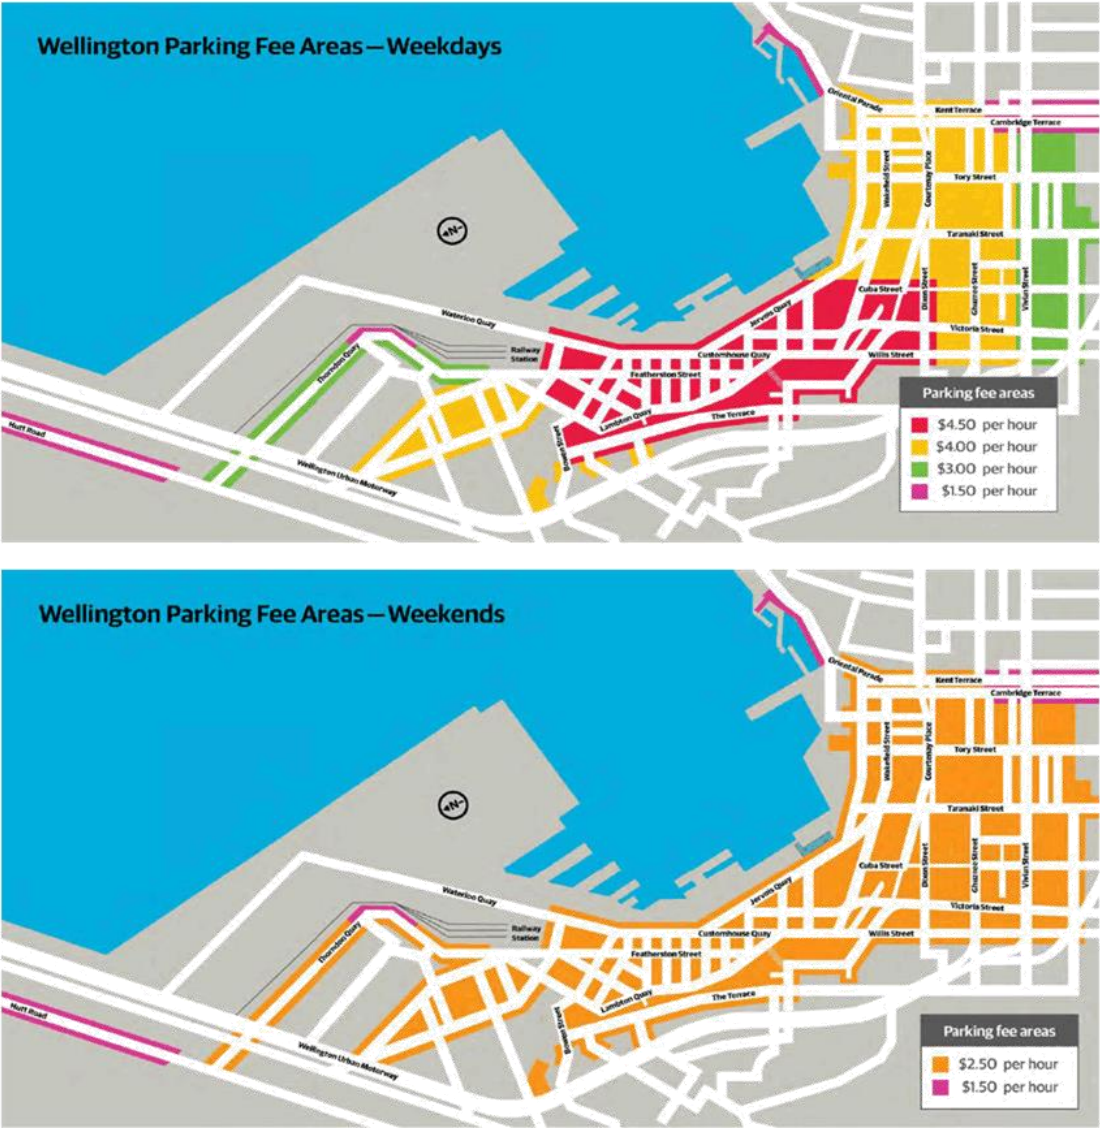 Wellington Parking Fee Areas — Weekdays
Oriental Parade
Kent Terrace
Cambridge Terrace
Wakefield Street
Courtenay Place
Tory Street
N
Taranaki Street
Cuba Street
Dixon Street
Ghuznee Street
Vivian Street
Jervois Quay
Waterloo Quay
Victoria Street
Railway
Station
Customhouse Quay
Willis Street
Thorndon Quay
Featherston Street
Lambton Quay
The Terrace
Bowen Street
Hutt Road
Wellington Urban Motorway
Parking fee areas
$4.50 per hour
$4.00 per hour
$3.00 per hour
$1.50 per hour
Wellington Parking Fee Areas — Weekends
Oriental Parade
Kent Terrace
Cambridge Terrace
Wakefield Street
Courtenay Place
Tory Street
N
Taranaki Street
Cuba Street
Dixon Street
Ghuznee Street
Vivian Street
Jervois Quay
Waterloo Quay
Victoria Street
Railway
Station
Customhouse Quay
Willis Street
Thorndon Quay
Featherston Street
Lambton Quay
The Terrace
Bowen Street
Hutt Road
Wellington Urban Motorway
Parking fee areas
$2.50 per hour
$1.50 per hour